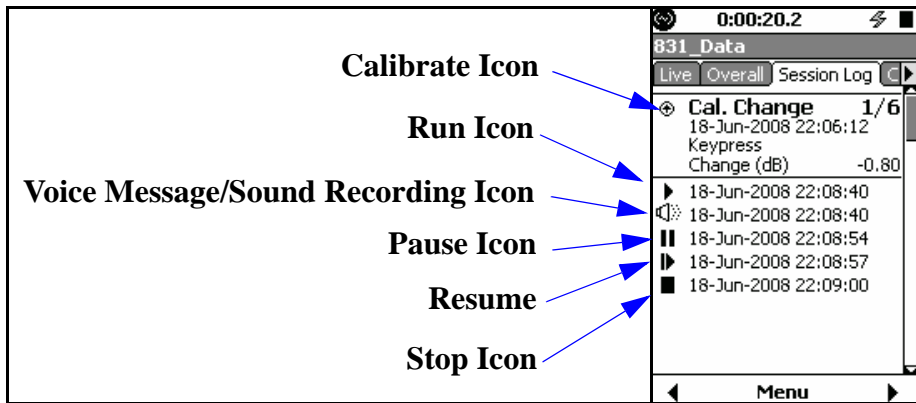 Calibrate Icon
Run Icon
Voice Message/Sound Recording Icon
Pause Icon
Resume
Stop Icon
0:00:20.2
831_Data
Live Overall Session Log C
Cal. Change 1/6
18-Jun-2008 22:06:12
Keypress
Change (dB) -0.80
18-Jun-2008 22:08:40
18-Jun-2008 22:08:40
18-Jun-2008 22:08:54
18-Jun-2008 22:08:57
18-Jun-2008 22:09:00
Menu